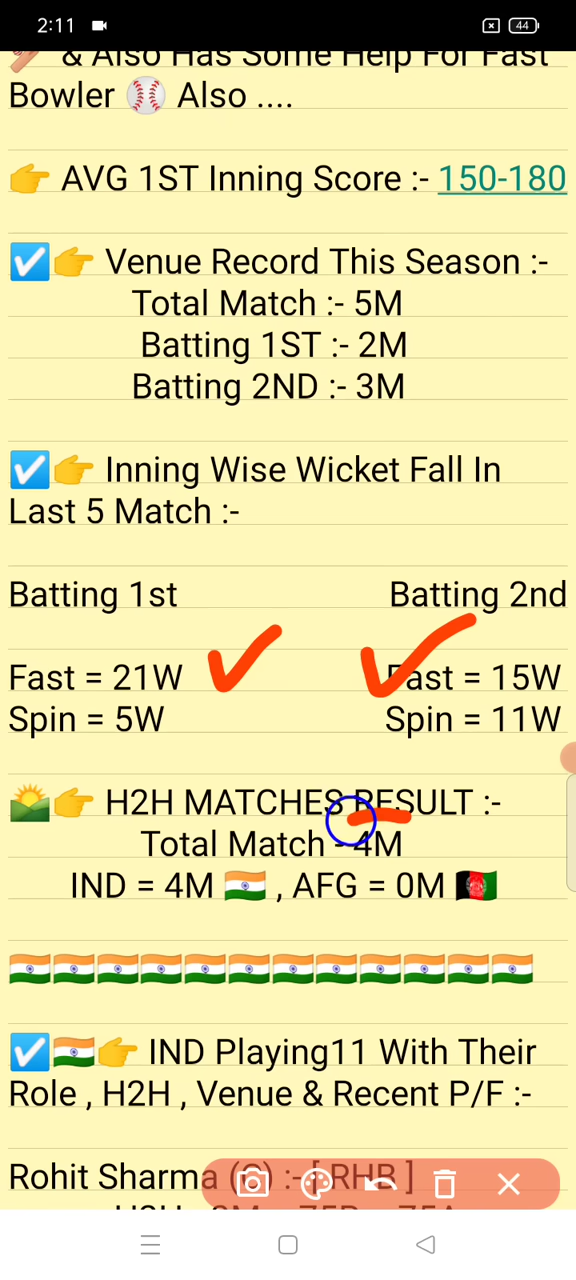 2:11
44
& Also Has Some Help For Fast
Bowler ⚾ Also ....
👉 AVG 1ST Inning Score :- 150-180
☑️👉 Venue Record This Season :-
Total Match :- 5M
Batting 1ST :- 2M
Batting 2ND :- 3M
☑️👉 Inning Wise Wicket Fall In
Last 5 Match :-
Batting 1st Batting 2nd
Fast = 21W Fast = 15W
Spin = 5W Spin = 11W
🌄👉 H2H MATCHES RESULT :-
Total Match - 4M
IND = 4M 🇮🇳 , AFG = 0M 🇦🇫
🇮🇳🇮🇳🇮🇳🇮🇳🇮🇳🇮🇳🇮🇳🇮🇳🇮🇳🇮🇳🇮🇳🇮🇳
☑️🇮🇳👉 IND Playing11 With Their
Role , H2H , Venue & Recent P/F :-
Rohit Sharma (C) :- [ RHB ]